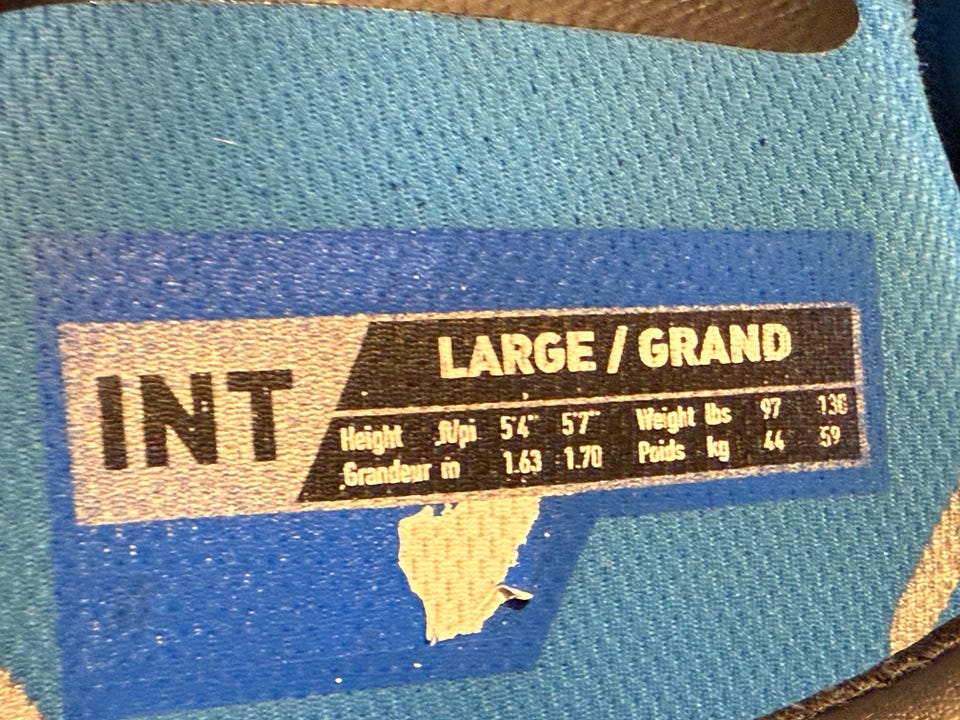 INT
LARGE / GRAND
Height ft/pi 5'4" 5'7" Weight lbs 97 130
Grandeur m 1.63 1.70 Poids kg 44 59